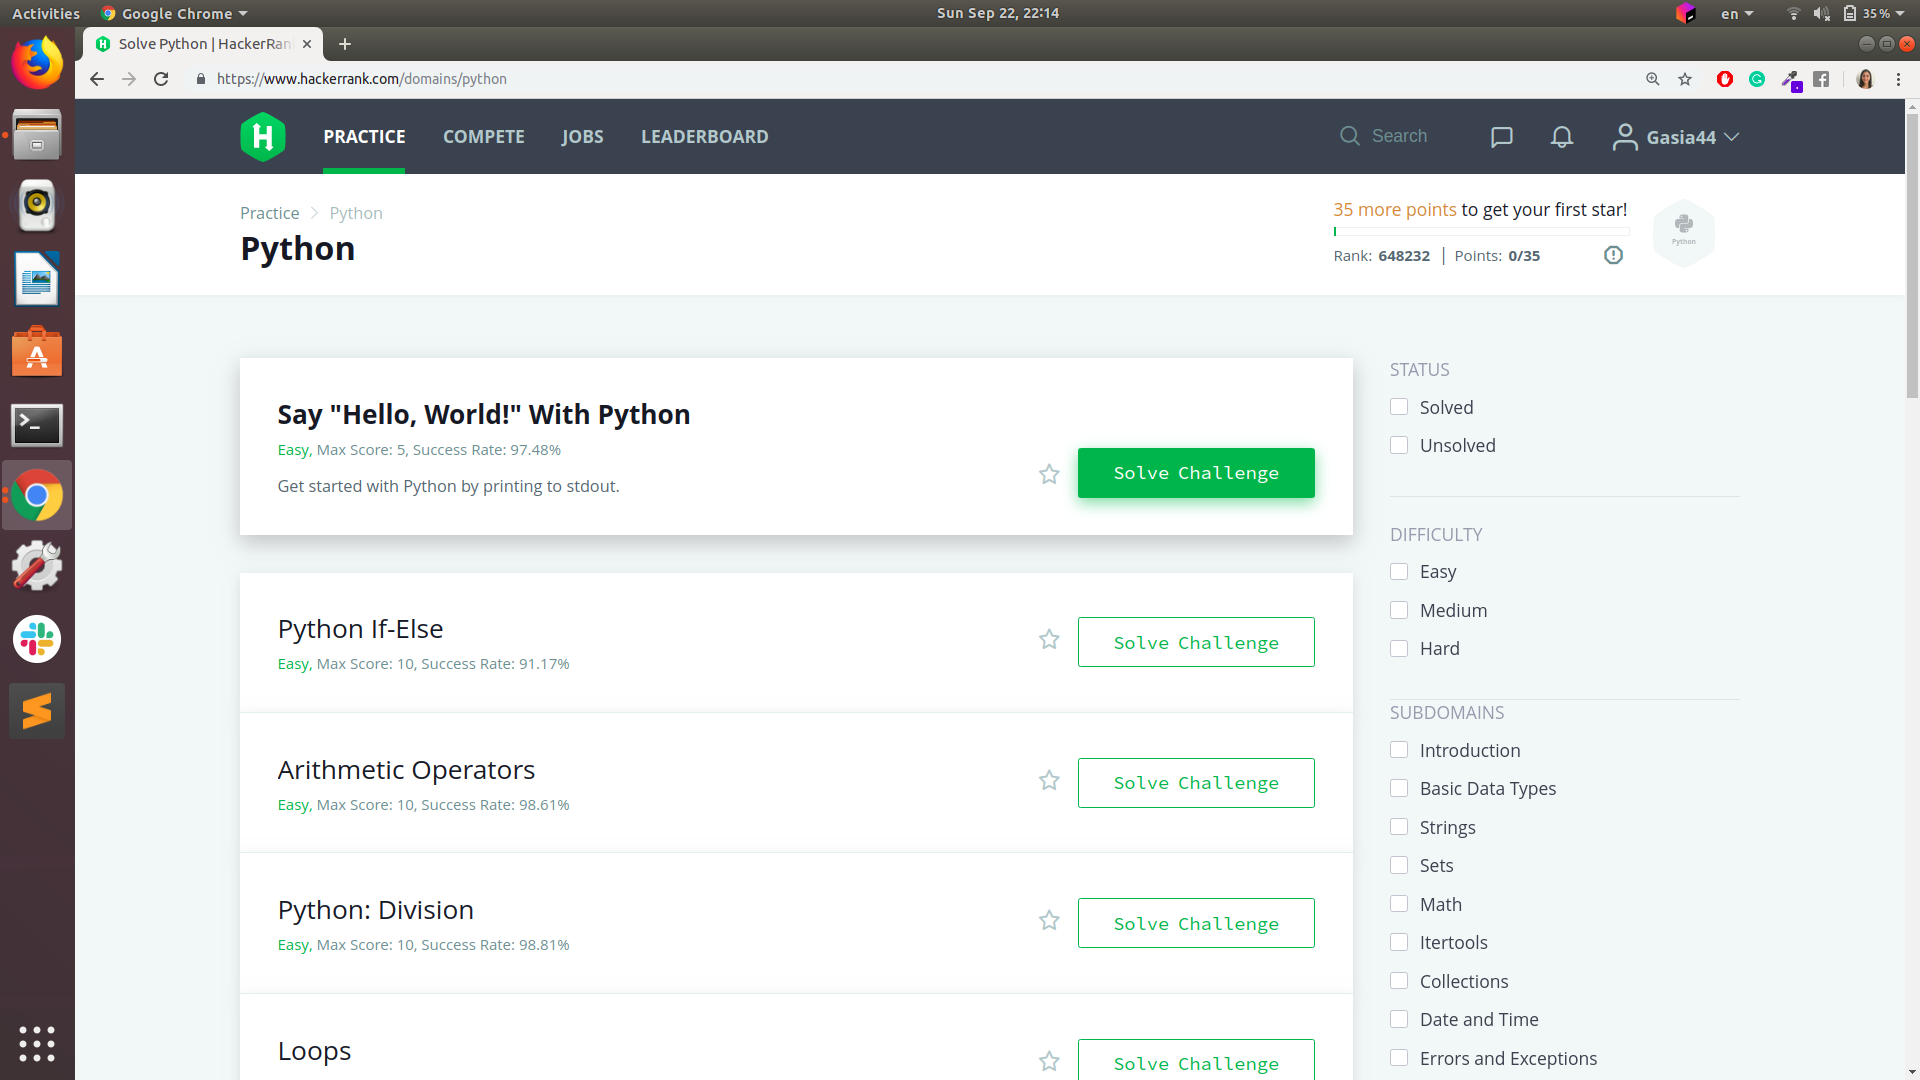 Activities
Google Chrome
Sun Sep 22, 22:14
en
35%
Solve Python | HackerRan
https://www.hackerrank.com/domains/python
PRACTICE
COMPETE
JOBS
LEADERBOARD
Search
Gasia44
Practice
Python
Python
35 more points to get your first star!
Rank: 648232 | Points: 0/35
Python
Say "Hello, World!" With Python
Easy, Max Score: 5, Success Rate: 97.48%
Get started with Python by printing to stdout.
Solve Challenge
Python If-Else
Easy, Max Score: 10, Success Rate: 91.17%
Solve Challenge
Arithmetic Operators
Easy, Max Score: 10, Success Rate: 98.61%
Solve Challenge
Python: Division
Easy, Max Score: 10, Success Rate: 98.81%
Solve Challenge
Loops
Solve Challenge
STATUS
Solved
Unsolved
DIFFICULTY
Easy
Medium
Hard
SUBDOMAINS
Introduction
Basic Data Types
Strings
Sets
Math
Itertools
Collections
Date and Time
Errors and Exceptions